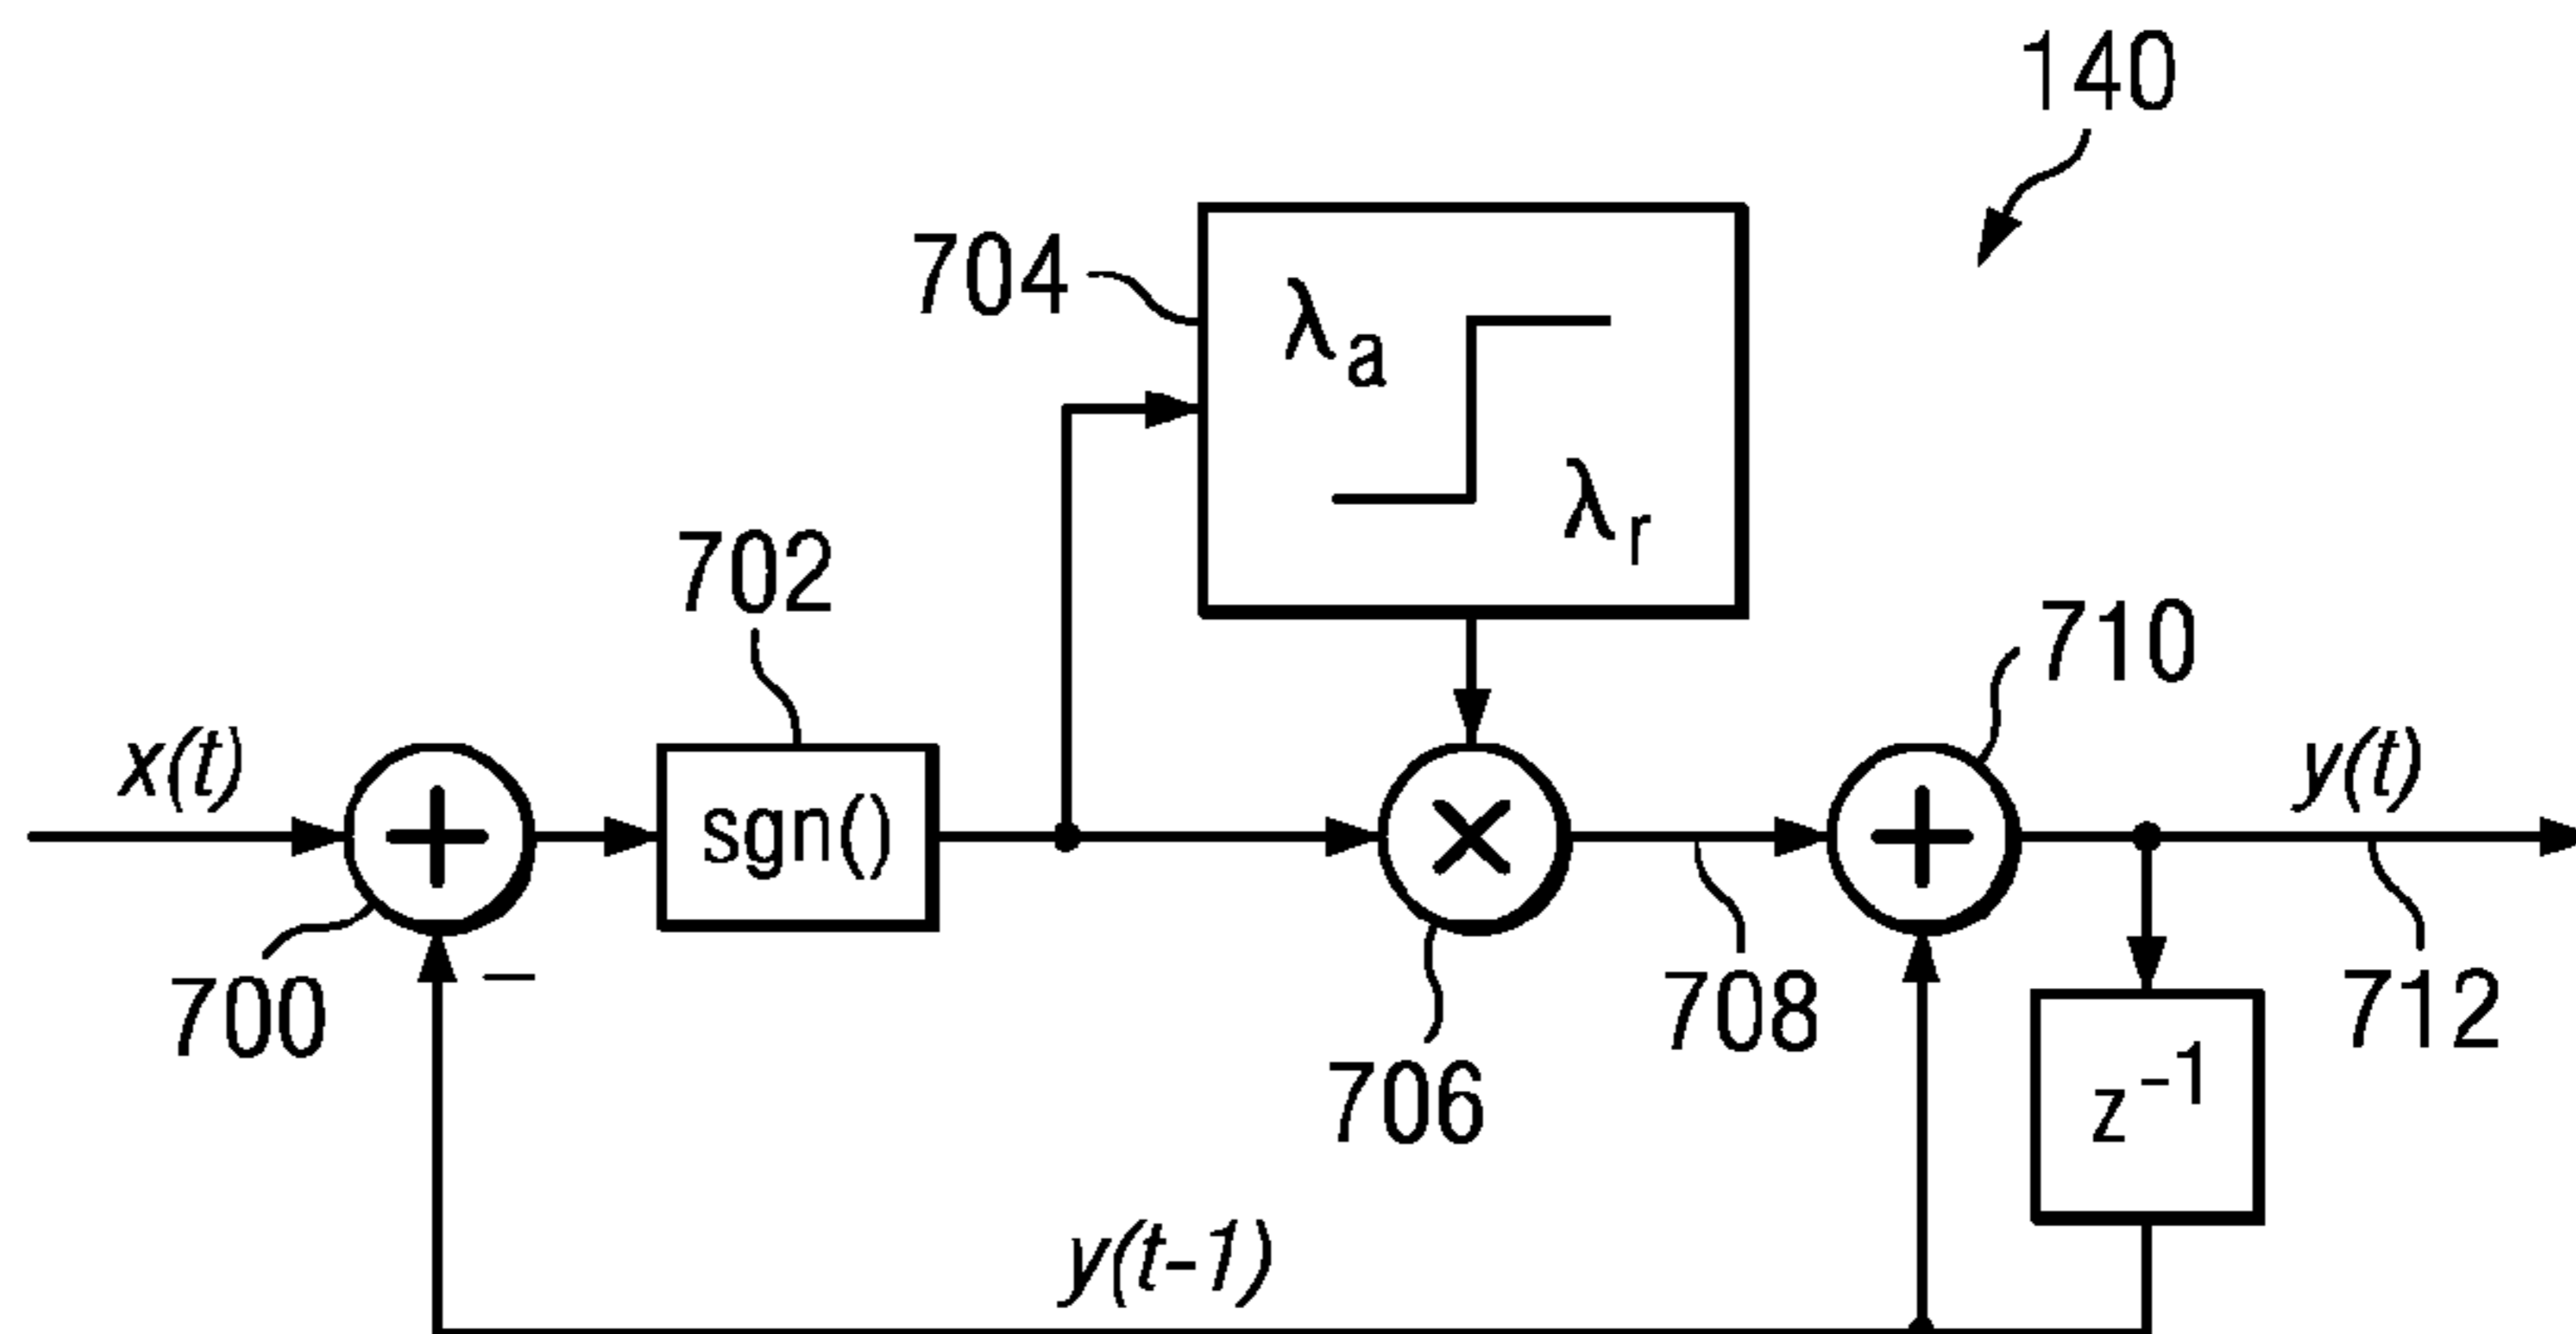 140
704
λa
λr
702
710
x(t)
sgn()
y(t)
700
708
712
706
z-1
y(t-1)